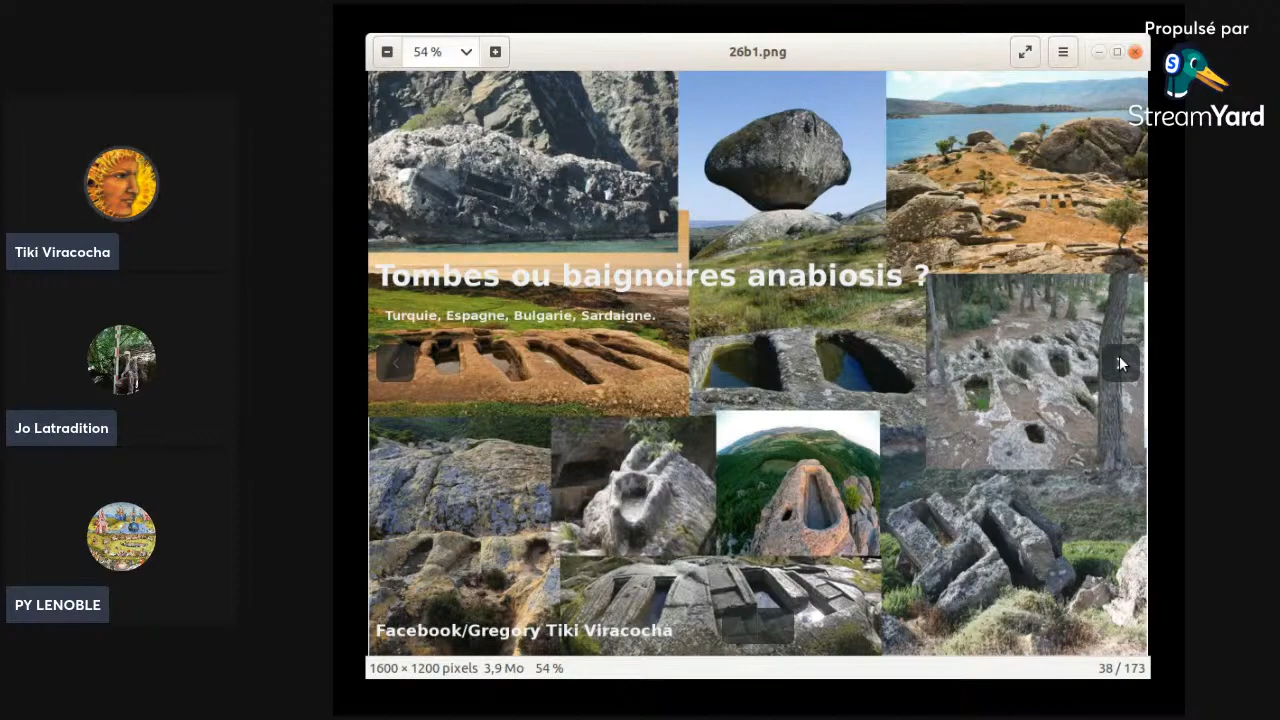 Propulsé par
StreamYard
54 %
26b1.png
Tiki Viracocha
Jo Latradition
PY LENOBLE
Tombes ou baignoires anabiosis ?
Turquie, Espagne, Bulgarie, Sardaigne.
Facebook/Gregory Tiki Viracocha
1600 × 1200 pixels 3,9 Mo 54 %
38 / 173